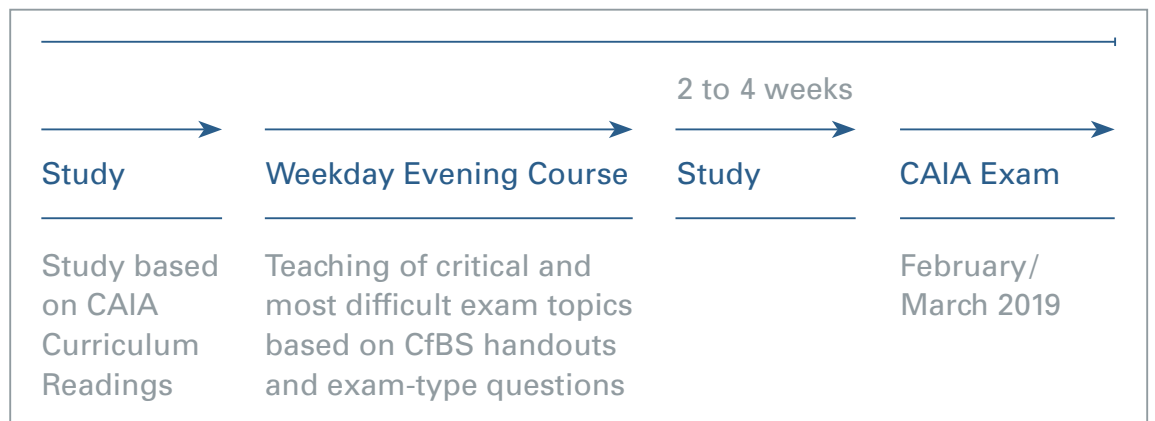 2 to 4 weeks
Study
Weekday Evening Course
Study
CAIA Exam
Study based
on CAIA
Curriculum
Readings
Teaching of critical and
most difficult exam topics
based on CfBS handouts
and exam-type questions
February/
March 2019